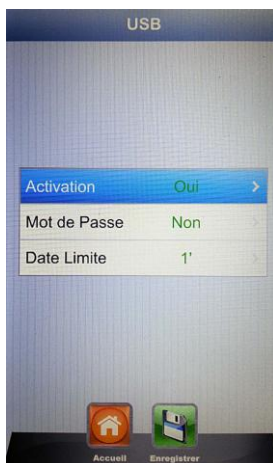 USB
Activation Oui
Mot de Passe Non
Date Limite 1'
Accueil Enregistrer